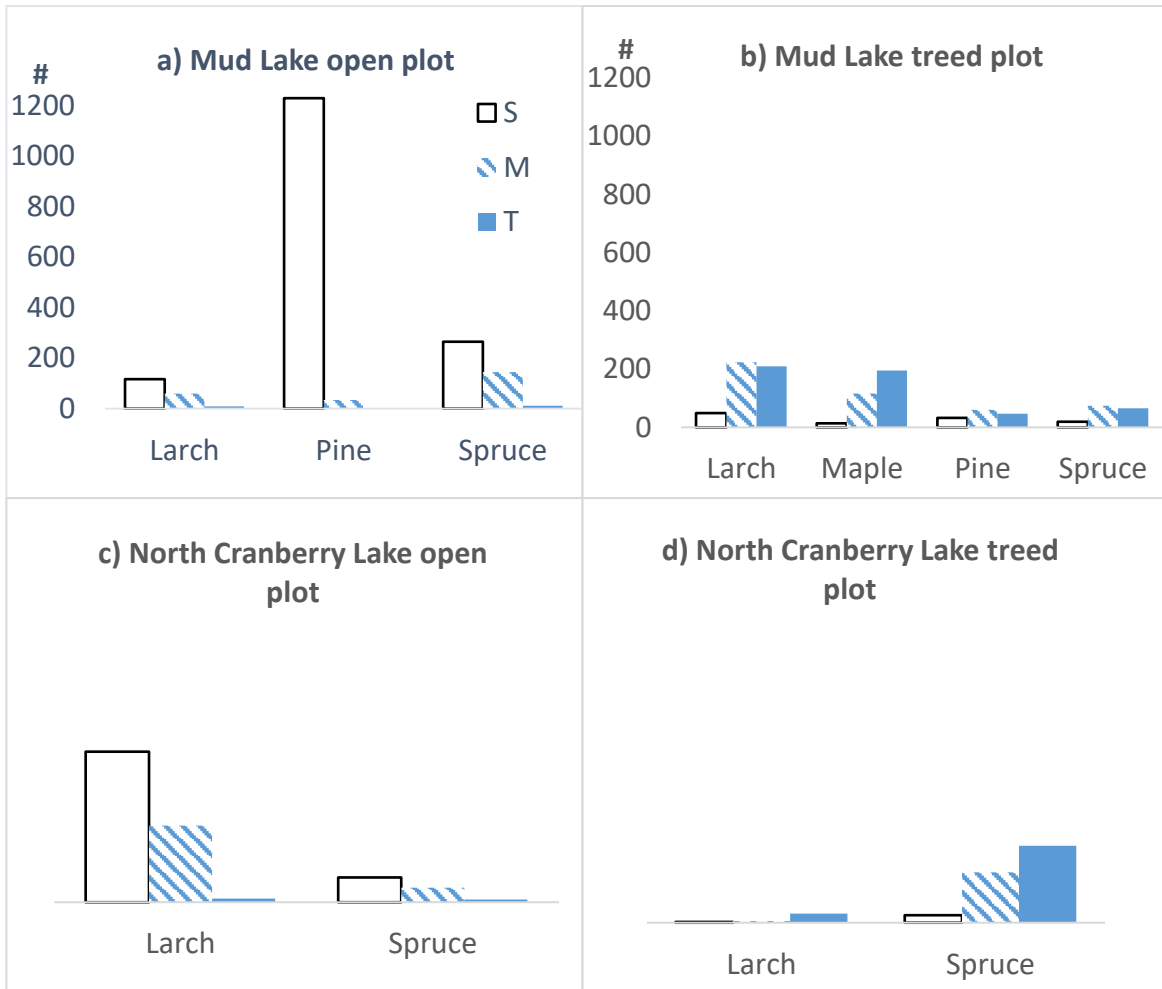 a) Mud Lake open plot
#
1200
1000
800
600
400
200
0
S
M
T
Larch Pine Spruce
b) Mud Lake treed plot
#
1200
1000
800
600
400
200
0
Larch Maple Pine Spruce
c) North Cranberry Lake open
plot
Larch Spruce
d) North Cranberry Lake treed
plot
Larch Spruce